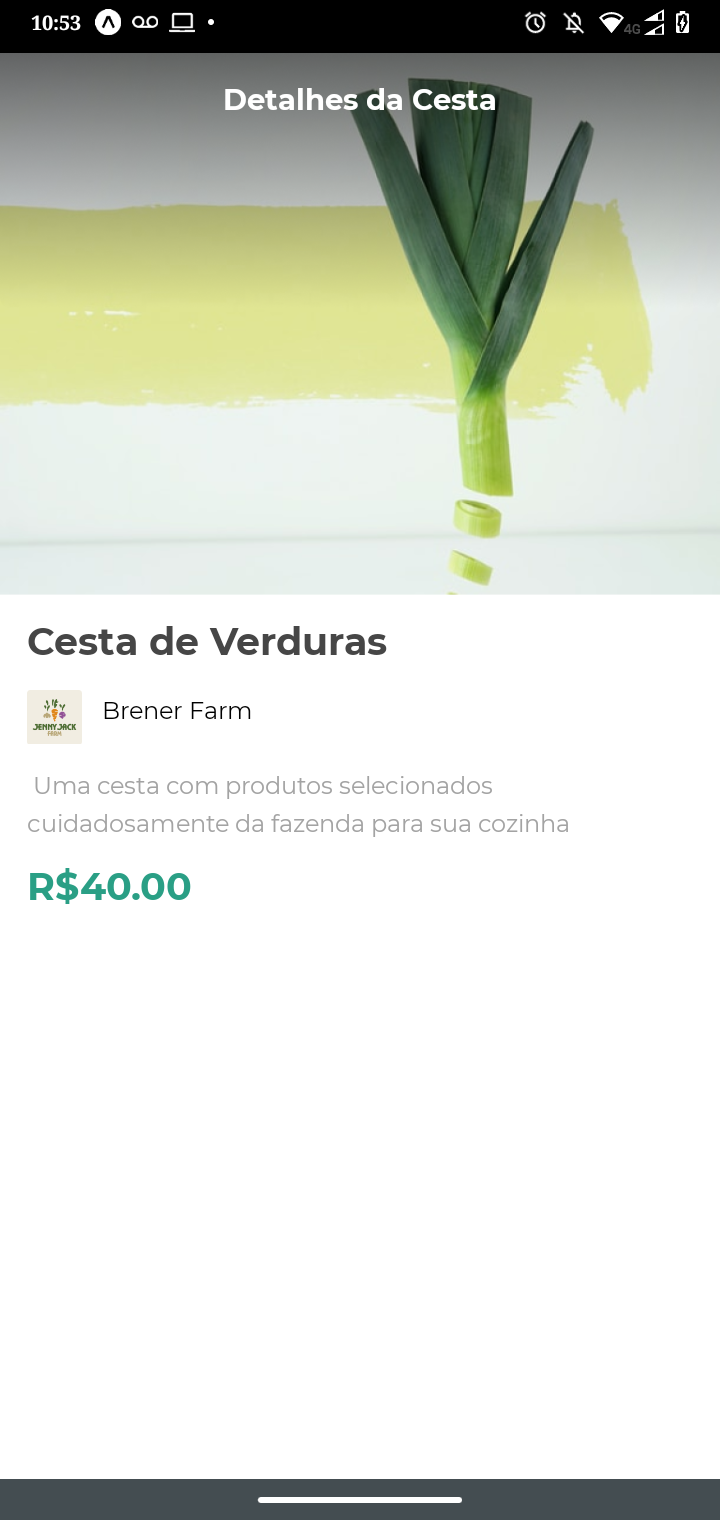 10:53
4G
Detalhes da Cesta
Cesta de Verduras
JENNY JACK
FARM
Brener Farm
Uma cesta com produtos selecionados
cuidadosamente da fazenda para sua cozinha
R$40.00